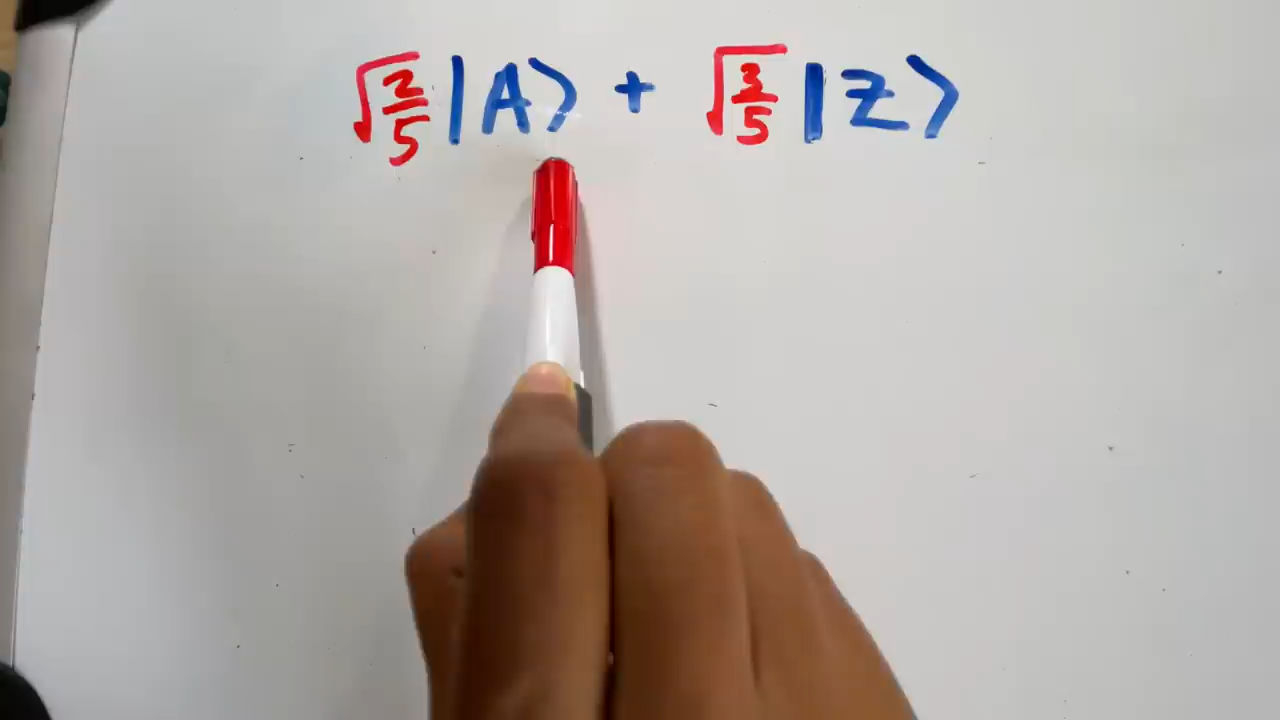 √(2/5) |A⟩ + √(3/5) |Z⟩